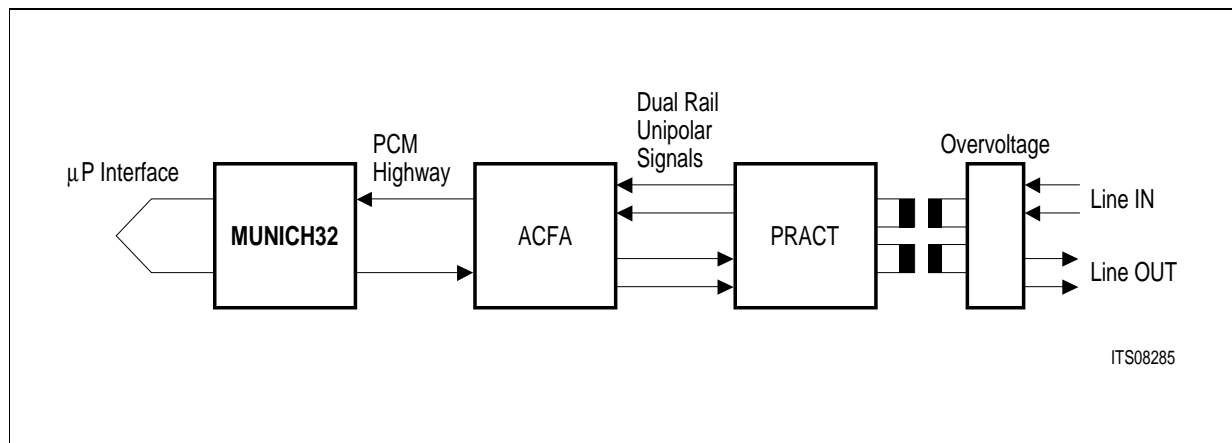 μP Interface
MUNICH32
PCM
Highway
ACFA
Dual Rail
Unipolar
Signals
PRACT
Overvoltage
Line IN
Line OUT
ITS08285